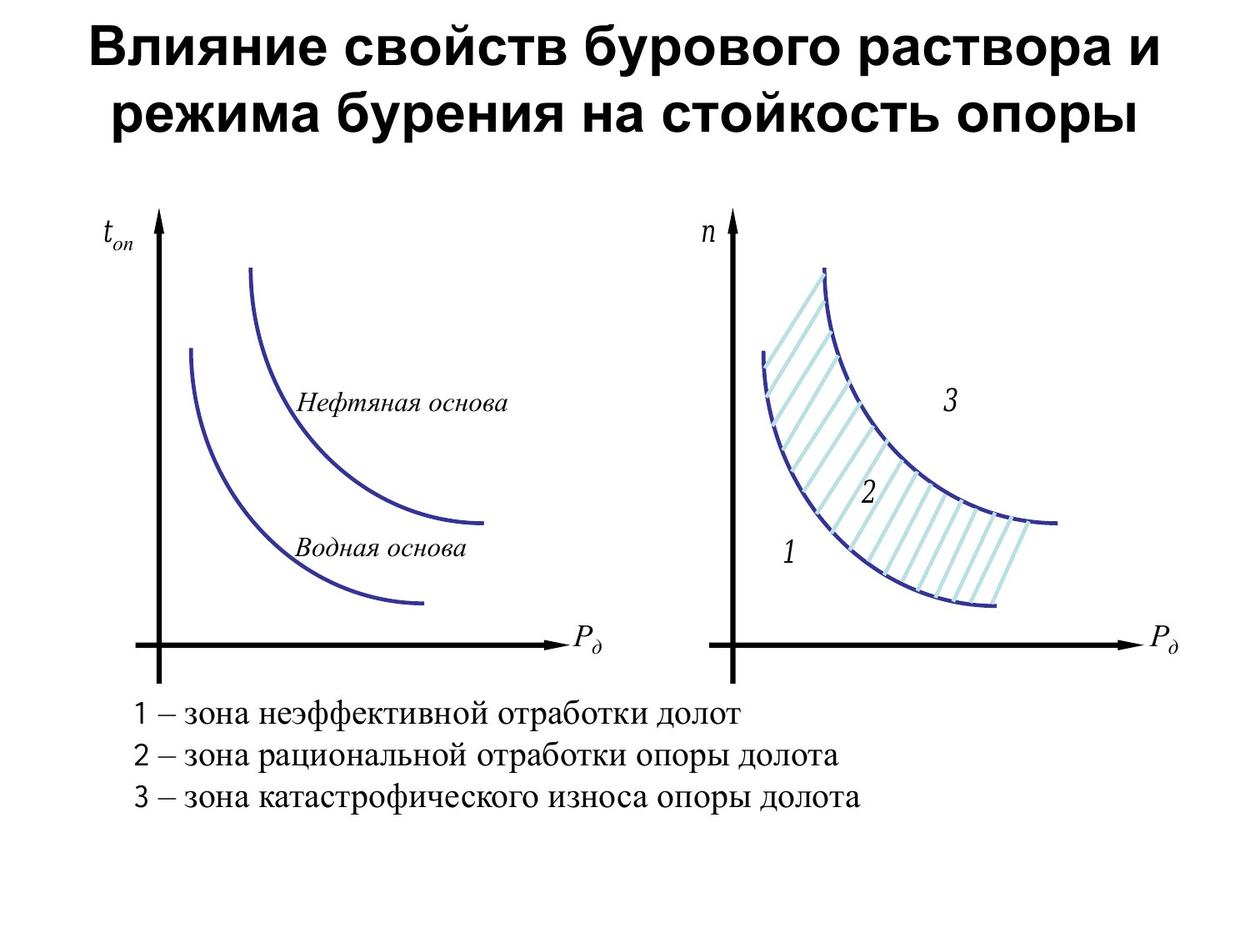 Влияние свойств бурового раствора и
режима бурения на стойкость опоры
tоп
n
Нефтяная основа
3
2
Водная основа
1
Pд
Pд
1 – зона неэффективной отработки долот
2 – зона рациональной отработки опоры долота
3 – зона катастрофического износа опоры долота